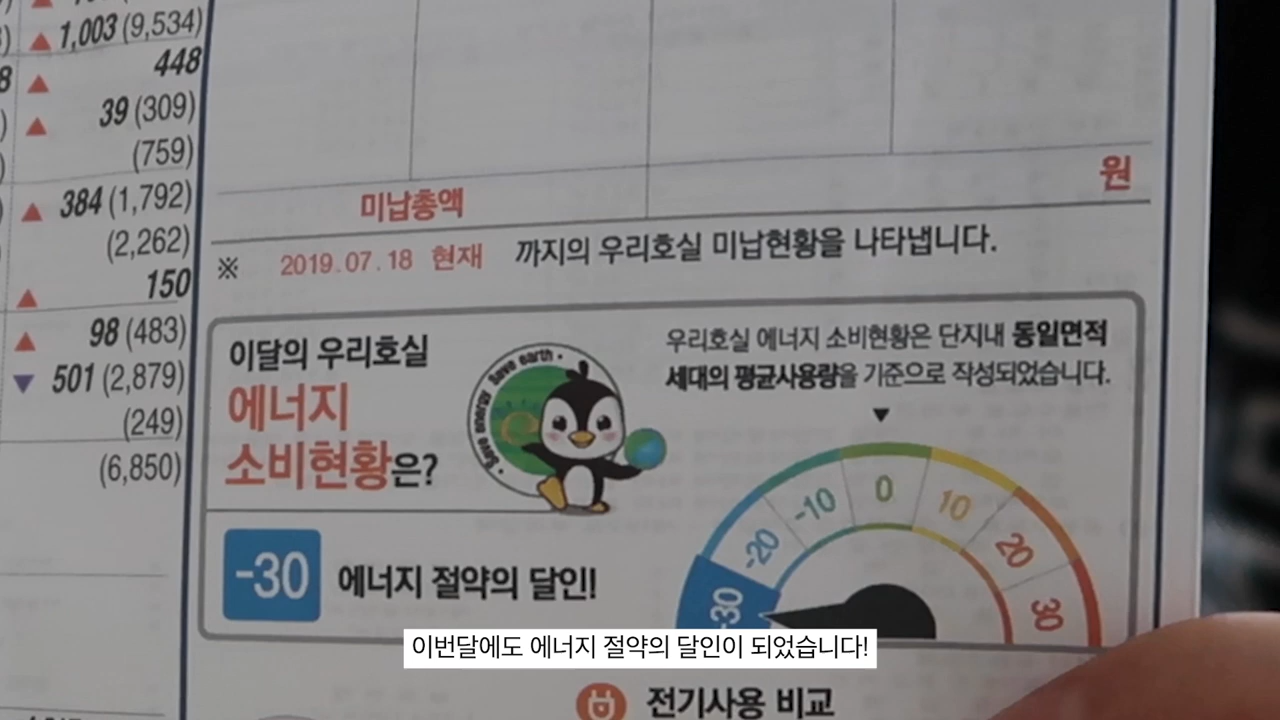 1,003 (9,534)
448
39 (309)
(759)
384 (1,792)
(2,262)
150
98 (483)
501 (2,879)
(249)
(6,850)
원
미납총액
※ 2019.07.18 현재 까지의 우리호실 미납현황을 나타냅니다.
이달의 우리호실
에너지
소비현황은?
Save energy Save earth
-30 에너지 절약의 달인!
우리호실 에너지 소비현황은 단지내 동일면적
세대의 평균사용량을 기준으로 작성되었습니다.
-30 -20 -10 0 10 20 30
이번달에도 에너지 절약의 달인이 되었습니다!
전기사용 비교